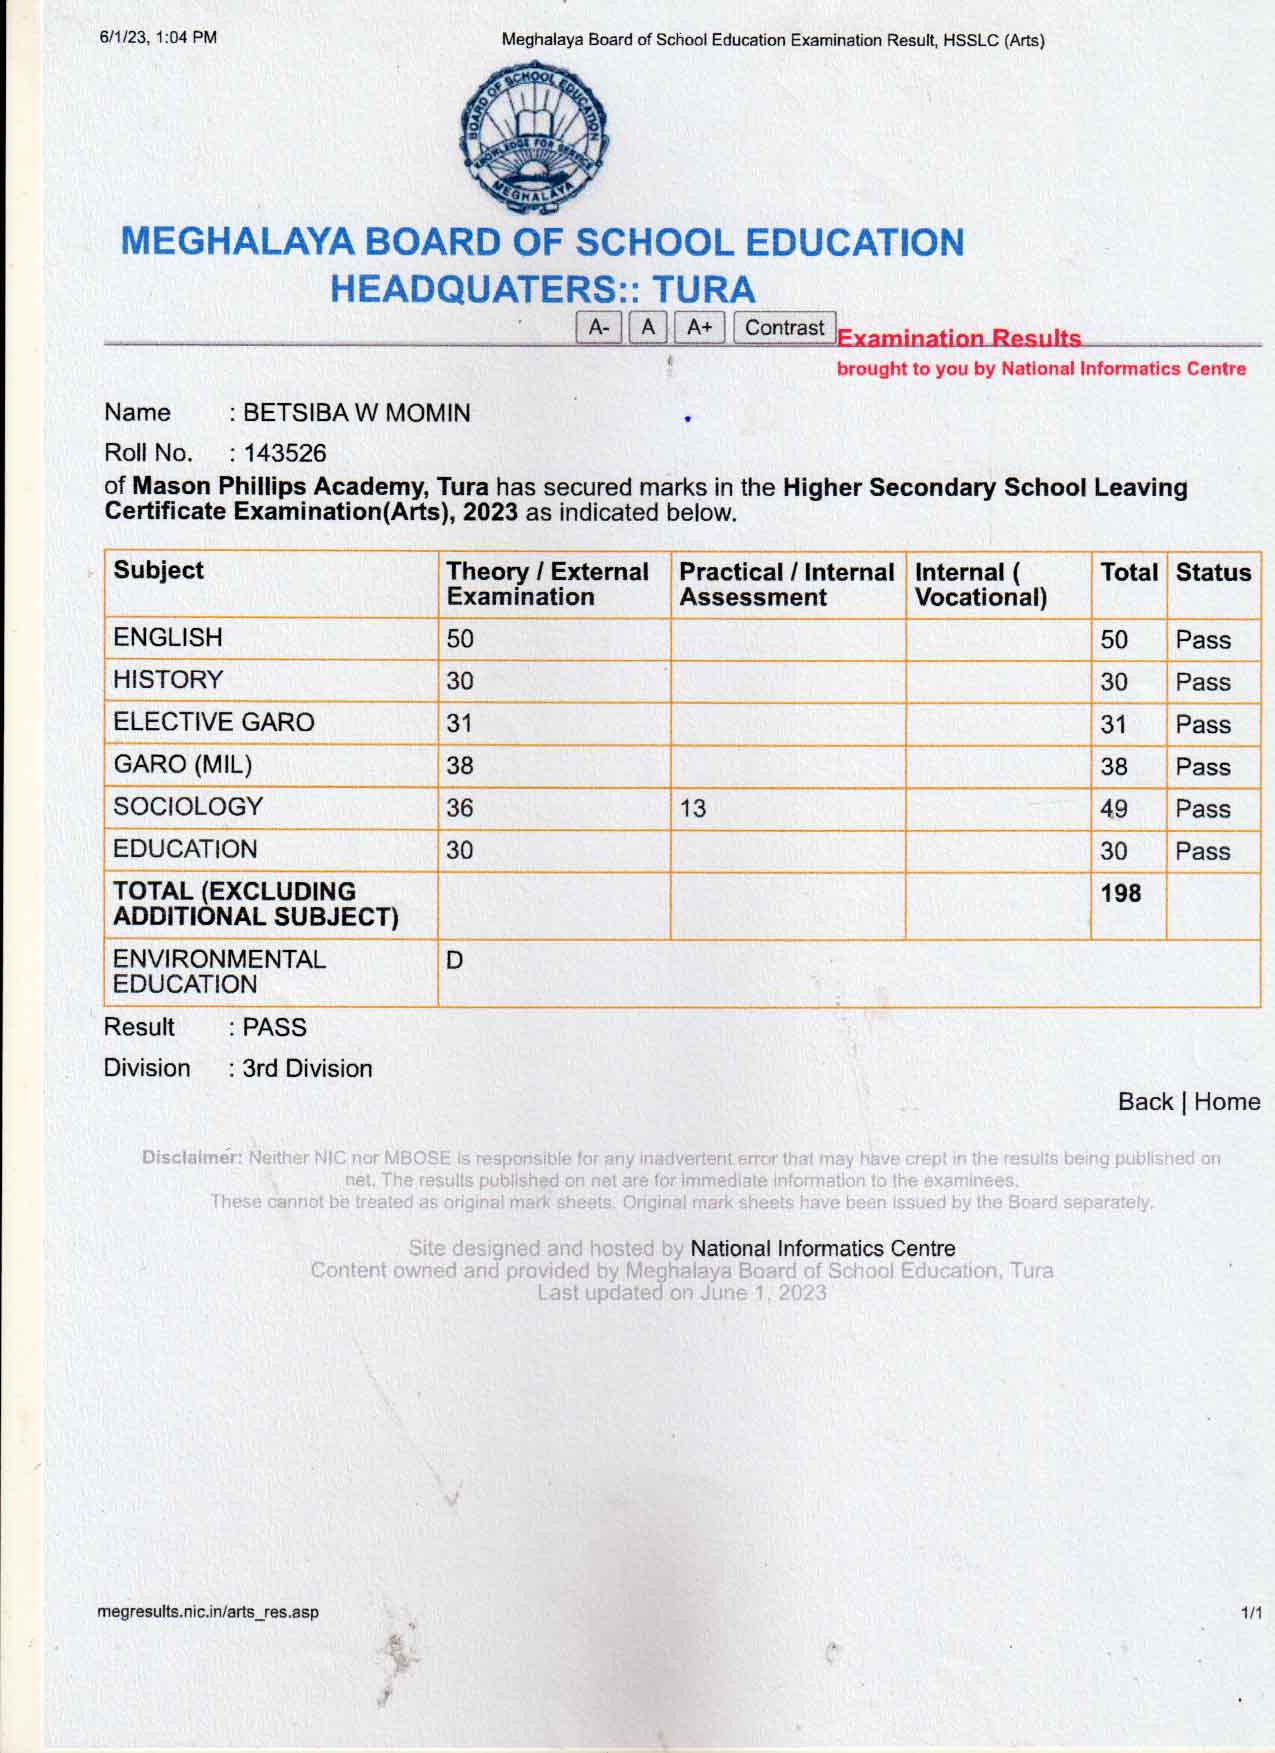 6/1/23, 1:04 PM
Meghalaya Board of School Education Examination Result, HSSLC (Arts)
BOARD OF SCHOOL EDUCATION
KNOWLEDGE FOR SERVICE
MEGHALAYA
MEGHALAYA BOARD OF SCHOOL EDUCATION
HEADQUATERS:: TURA
A- A A+ Contrast
Examination Results
brought to you by National Informatics Centre
Name : BETSIBA W MOMIN
Roll No. : 143526
of Mason Phillips Academy, Tura has secured marks in the Higher Secondary School Leaving
Certificate Examination(Arts), 2023 as indicated below.
Subject Theory / External Practical / Internal Internal ( Total Status
Examination Assessment Vocational)
ENGLISH 50 50 Pass
HISTORY 30 30 Pass
ELECTIVE GARO 31 31 Pass
GARO (MIL) 38 38 Pass
SOCIOLOGY 36 13 49 Pass
EDUCATION 30 30 Pass
TOTAL (EXCLUDING 198
ADDITIONAL SUBJECT)
ENVIRONMENTAL D
EDUCATION
Result : PASS
Division : 3rd Division
Back | Home
Disclaimer: Neither NIC nor MBOSE is responsible for any inadvertent error that may have crept in the results being published on
net. The results published on net are for immediate information to the examinees.
These cannot be treated as original mark sheets. Original mark sheets have been issued by the Board separately.
Site designed and hosted by National Informatics Centre
Content owned and provided by Meghalaya Board of School Education, Tura
Last updated on June 1, 2023
megresults.nic.in/arts_res.asp
1/1